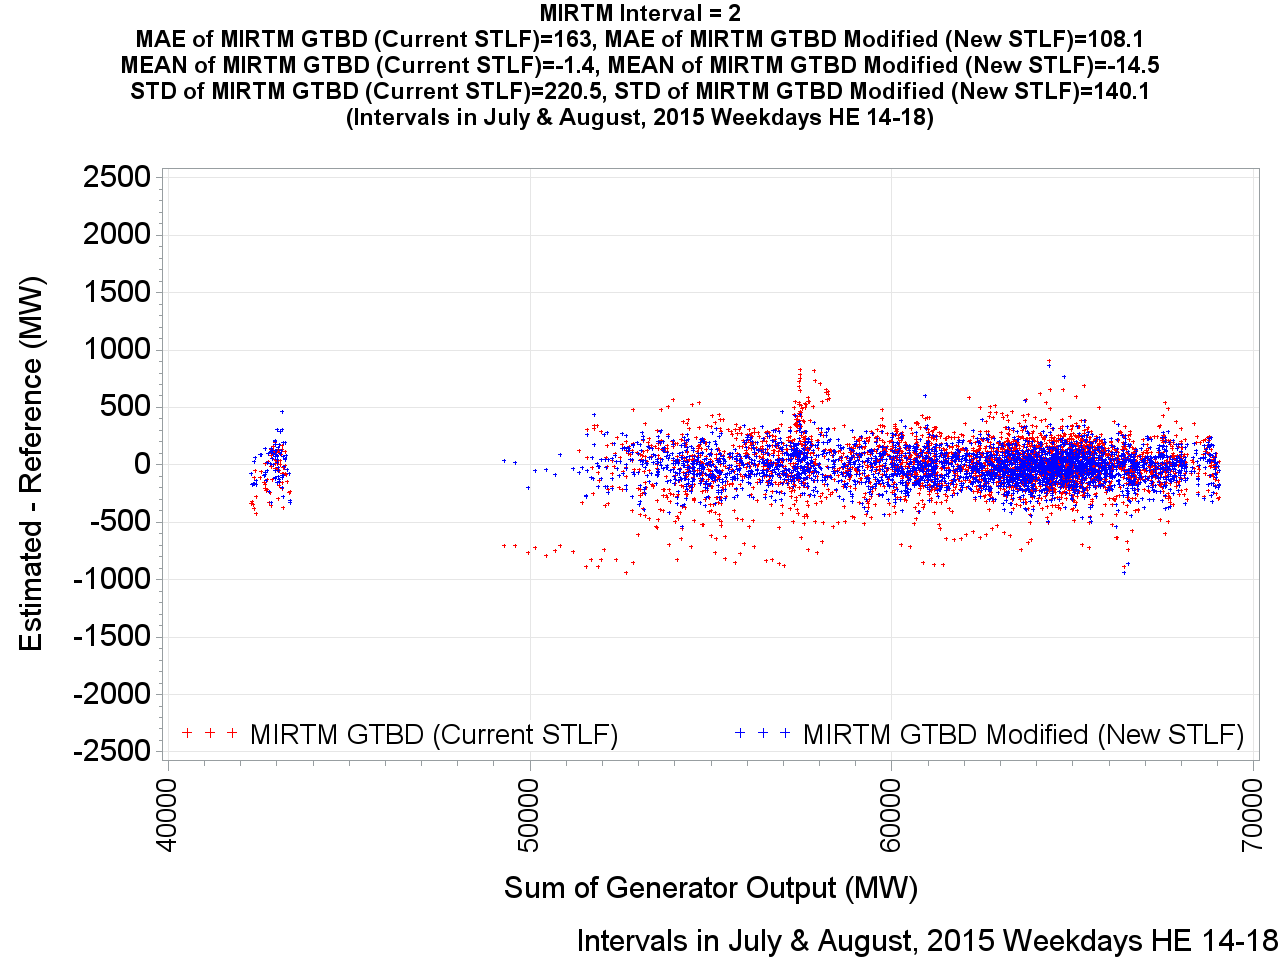 MIRTM Interval = 2
MAE of MIRTM GTBD (Current STLF)=163, MAE of MIRTM GTBD Modified (New STLF)=108.1
MEAN of MIRTM GTBD (Current STLF)=-1.4, MEAN of MIRTM GTBD Modified (New STLF)=-14.5
STD of MIRTM GTBD (Current STLF)=220.5, STD of MIRTM GTBD Modified (New STLF)=140.1
(Intervals in July & August, 2015 Weekdays HE 14-18)
Estimated - Reference (MW)
2500
2000
1500
1000
500
0
-500
-1000
-1500
-2000
-2500
MIRTM GTBD (Current STLF)
MIRTM GTBD Modified (New STLF)
40000
50000
60000
70000
Sum of Generator Output (MW)
Intervals in July & August, 2015 Weekdays HE 14-18